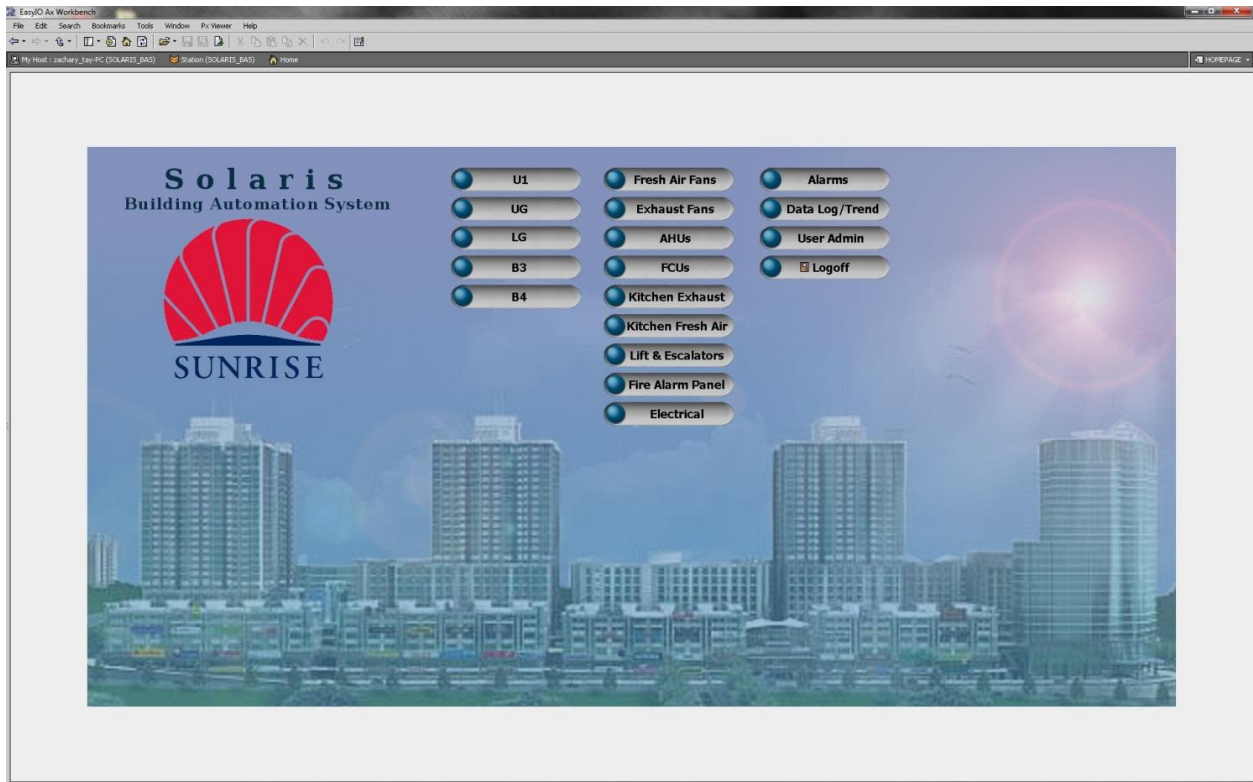 EasyIO Ax Workbench
File Edit Search Bookmarks Tools Window Px Viewer Help
My Host : zachary_tay-PC (SOLARIS_BAS) Station (SOLARIS_BAS) Home HOMEPAGE
Solaris
Building Automation System
SUNRISE
U1
UG
LG
B3
B4
Fresh Air Fans
Exhaust Fans
AHUs
FCUs
Kitchen Exhaust
Kitchen Fresh Air
Lift & Escalators
Fire Alarm Panel
Electrical
Alarms
Data Log/Trend
User Admin
Logoff